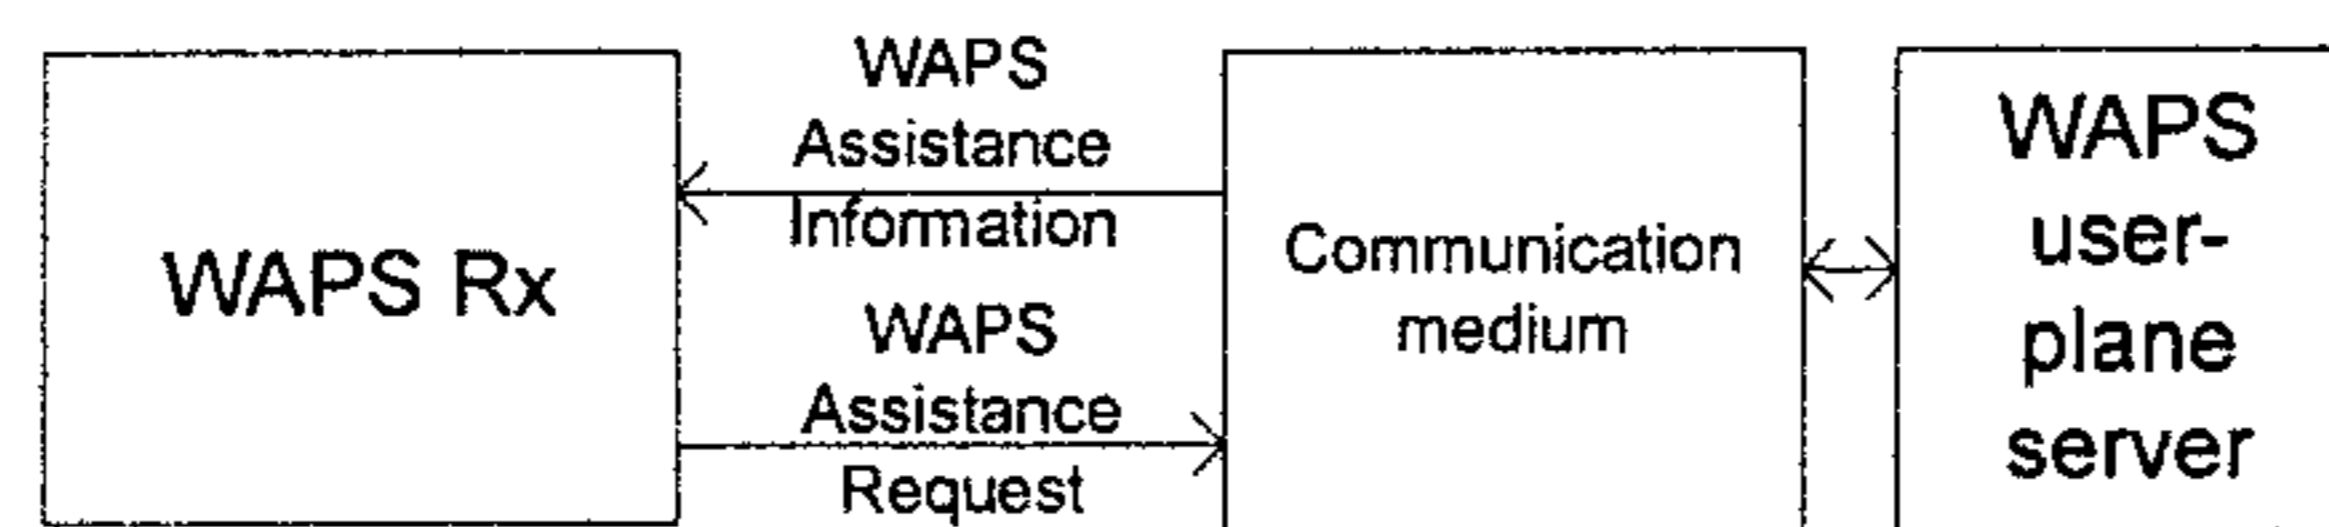 WAPS Rx
WAPS
Assistance
Information
WAPS
Assistance
Request
Communication
medium
WAPS
user-
plane
server